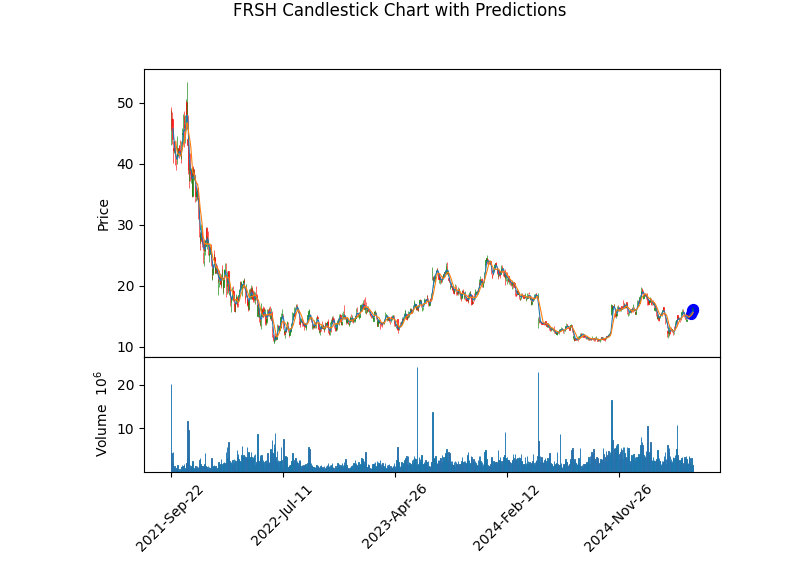 FRSH Candlestick Chart with Predictions
Price
50
40
30
20
10
Volume 10^6
20
10
2021-Sep-22
2022-Jul-11
2023-Apr-26
2024-Feb-12
2024-Nov-26